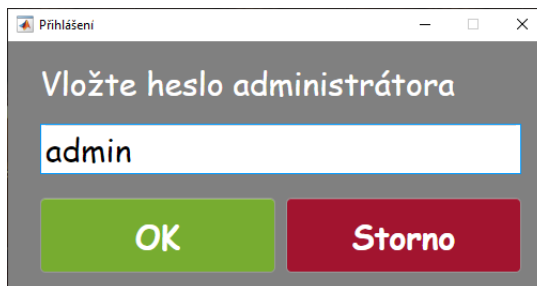 Přihlášení
Vložte heslo administrátora
admin
OK
Storno